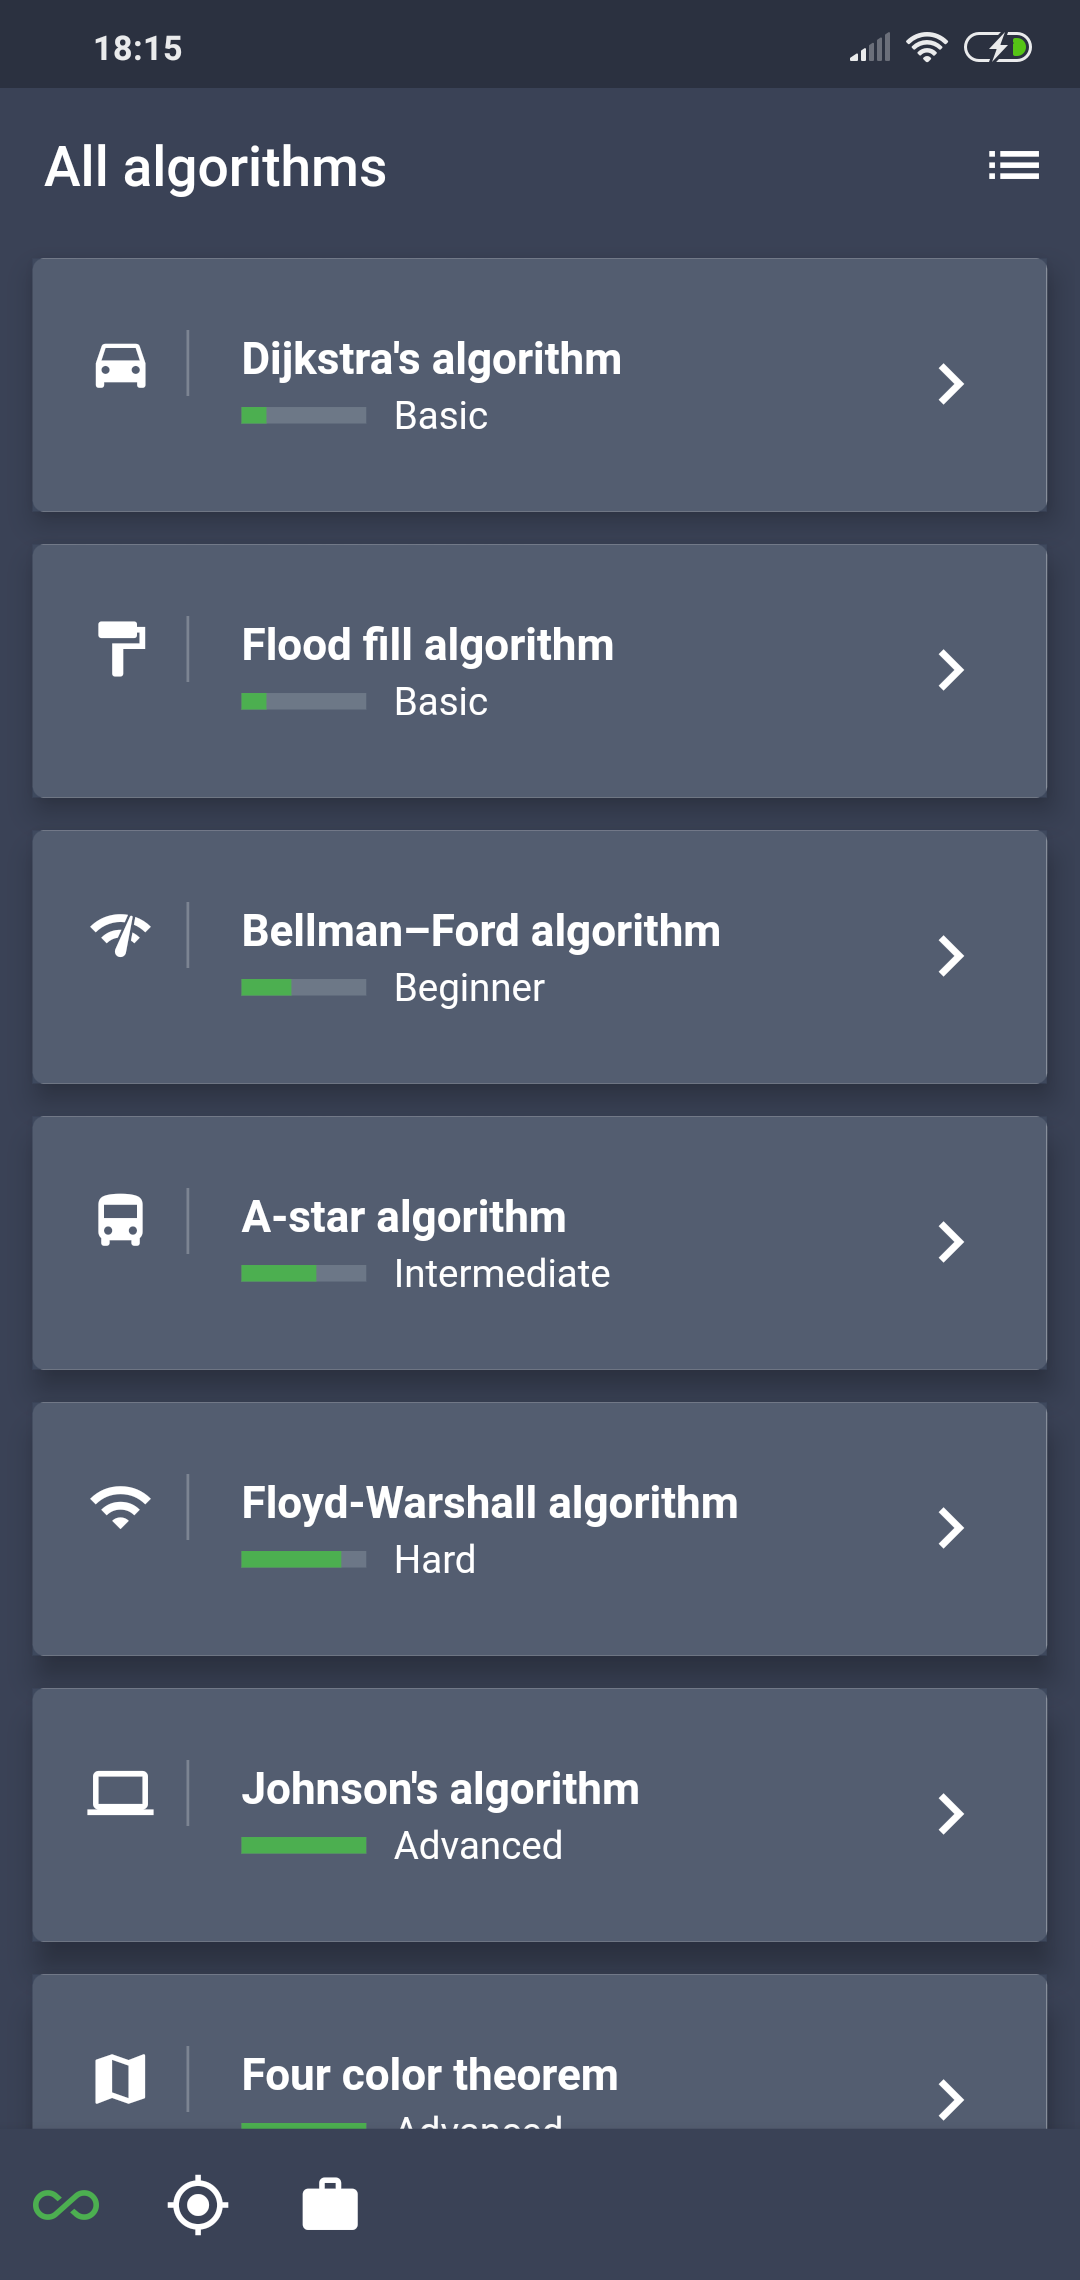 18:15
All algorithms
Dijkstra's algorithm
Basic
Flood fill algorithm
Basic
Bellman–Ford algorithm
Beginner
A-star algorithm
Intermediate
Floyd-Warshall algorithm
Hard
Johnson's algorithm
Advanced
Four color theorem
Advanced